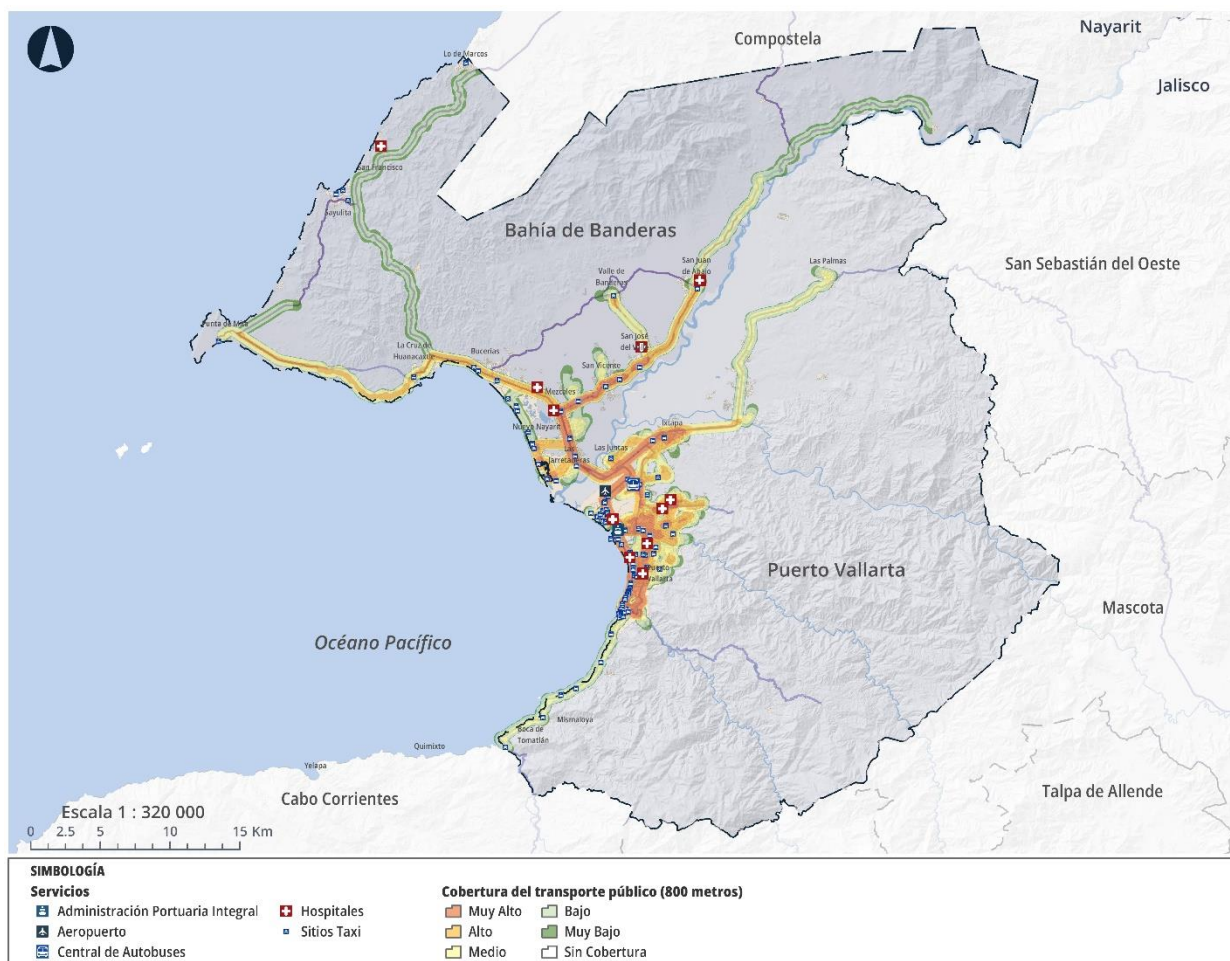 Nayarit
Compostela
Jalisco
Lo de Marcos
San Francisco
Sayulita
Bahía de Banderas
San Sebastián del Oeste
San Juan
de Abajo
Las Palmas
Valle de
Banderas
Punta de Mita
San José
del Valle
La Cruz de
Huanacaxtle
Bucerías
San Vicente
Mezcales
Nuevo Nayarit
Ixtapa
Las Juntas
Las
Jarretaderas
Puerto
Vallarta
Puerto Vallarta
Mascota
Océano Pacífico
Mismaloya
Boca de
Tomatlán
Quimixto
Yelapa
Cabo Corrientes
Talpa de Allende
Escala 1 : 320 000
0 2.5 5 10 15 Km
SIMBOLOGÍA
Servicios
Administración Portuaria Integral
Aeropuerto
Central de Autobuses
Hospitales
Sitios Taxi
Cobertura del transporte público (800 metros)
Muy Alto
Alto
Medio
Bajo
Muy Bajo
Sin Cobertura